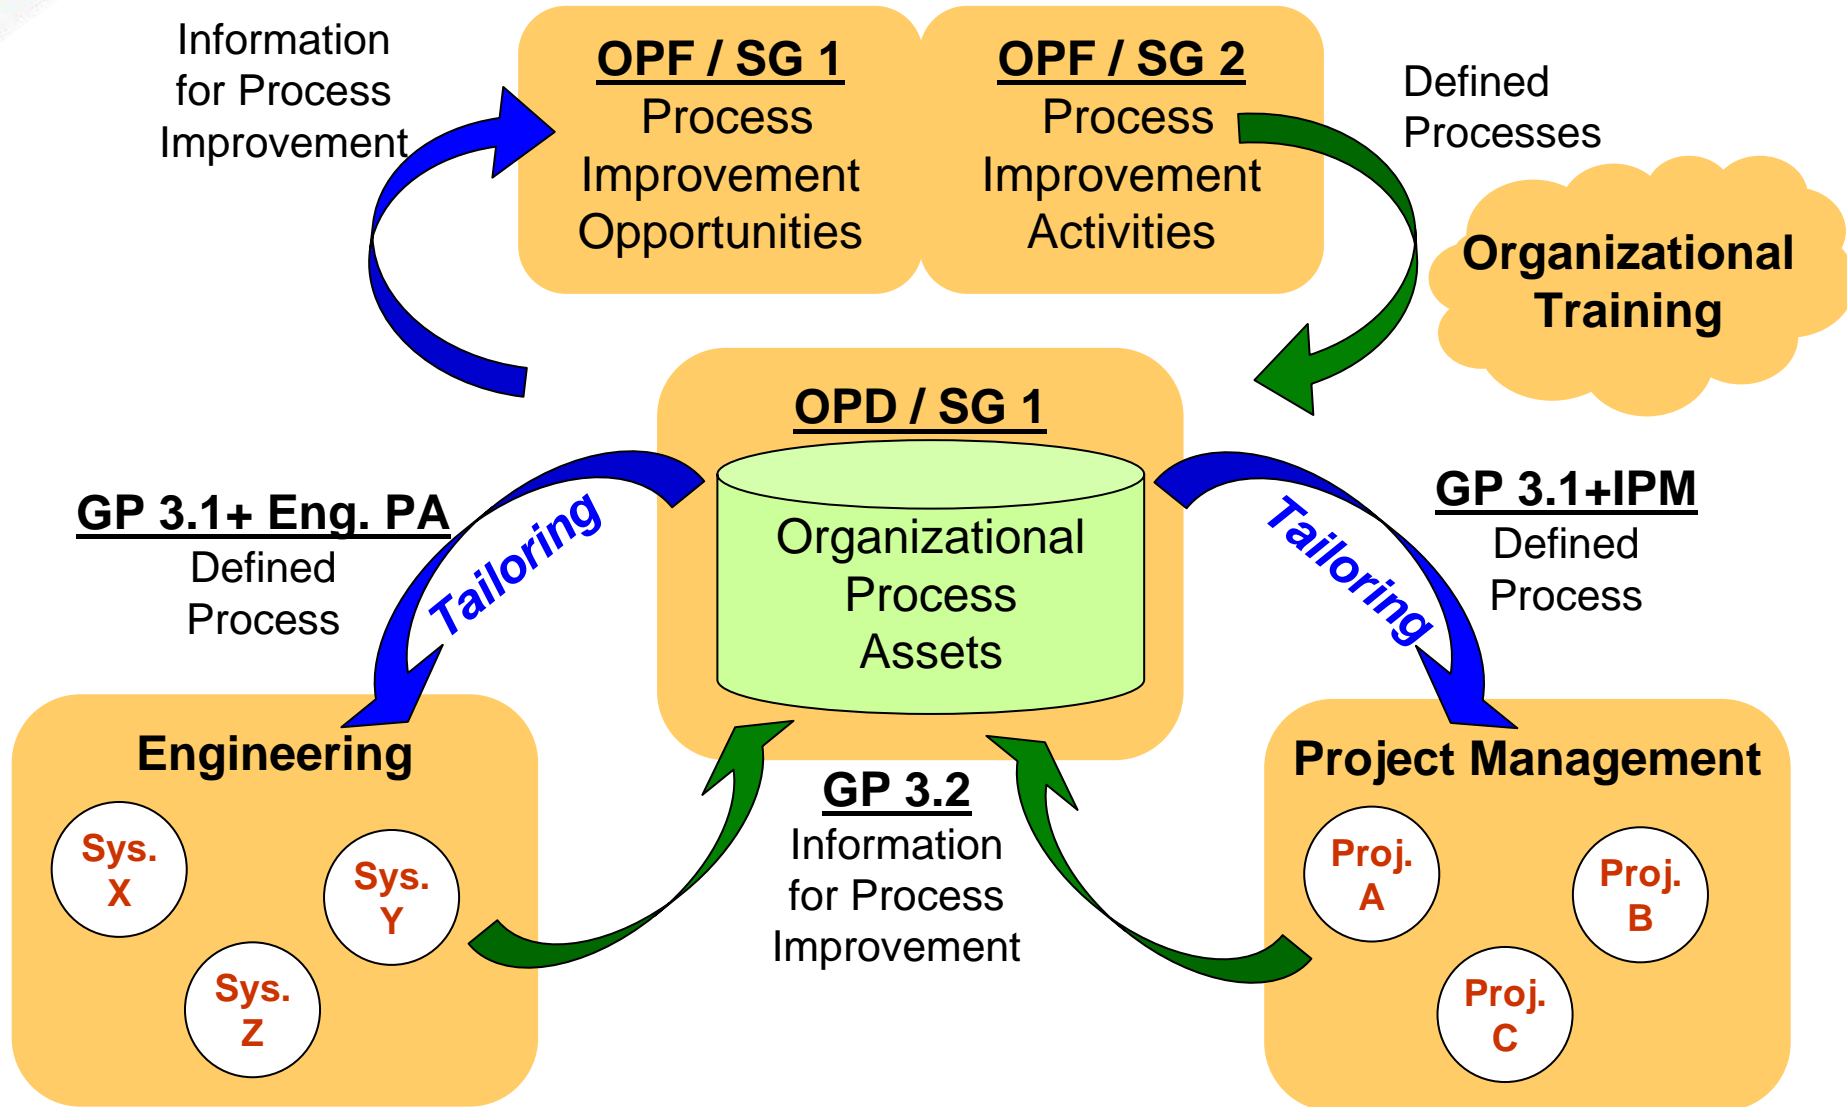 Information
for Process
Improvement
OPF / SG 1
Process
Improvement
Opportunities
OPF / SG 2
Process
Improvement
Activities
Defined
Processes
Organizational
Training
OPD / SG 1
Organizational
Process
Assets
GP 3.1+ Eng. PA
Defined
Process
Tailoring
Tailoring
GP 3.1+IPM
Defined
Process
Engineering
Sys.
X
Sys.
Y
Sys.
Z
GP 3.2
Information
for Process
Improvement
Project Management
Proj.
A
Proj.
B
Proj.
C